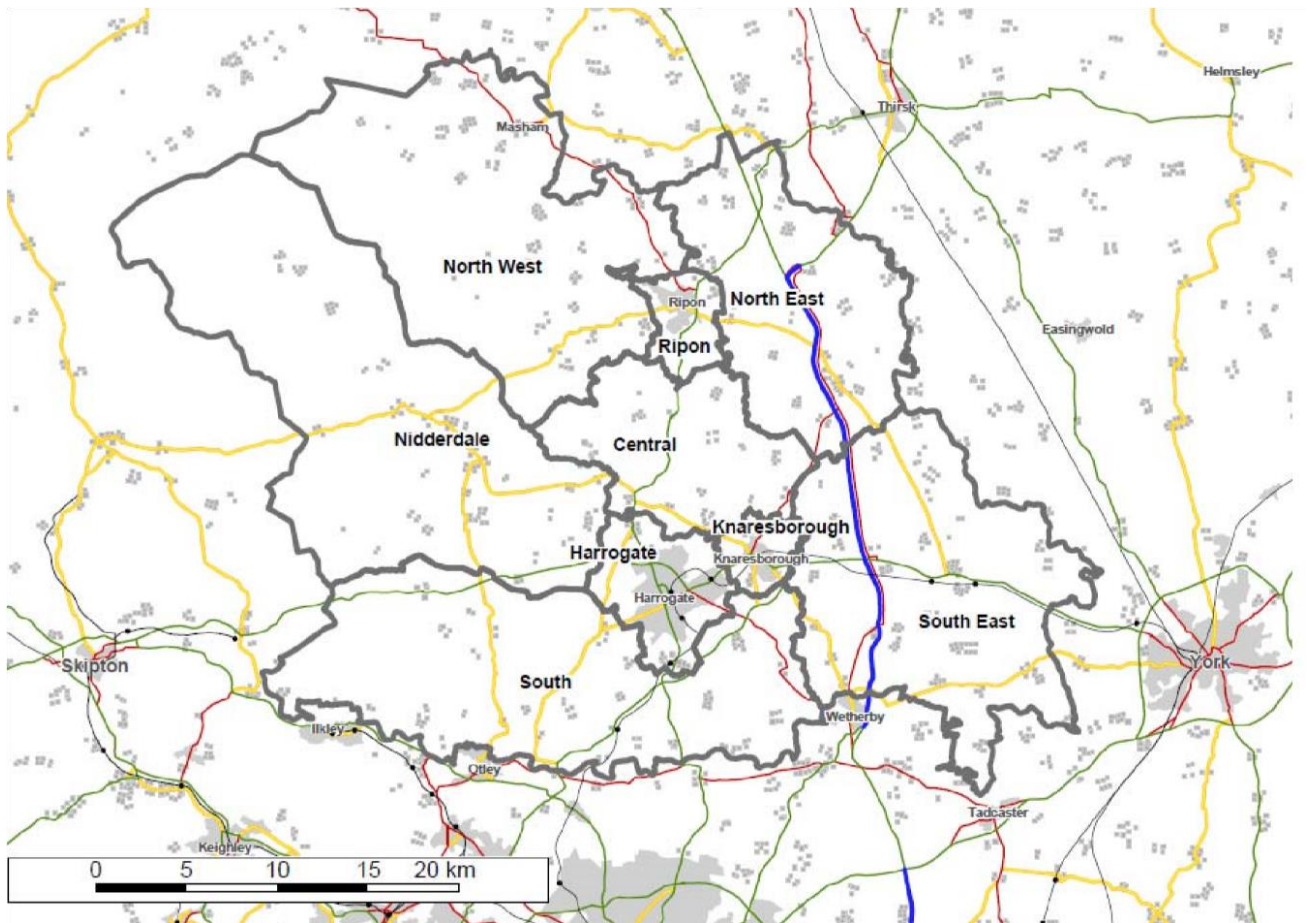 Helmsley
Thirsk
Masham
North West
North East
Ripon
Easingwold
Ripon
Nidderdale
Central
Knaresborough
Harrogate
Knaresborough
Harrogate
South East
Skipton
York
South
Wetherby
Ilkley
Otley
Tadcaster
Keighley
0 5 10 15 20 km